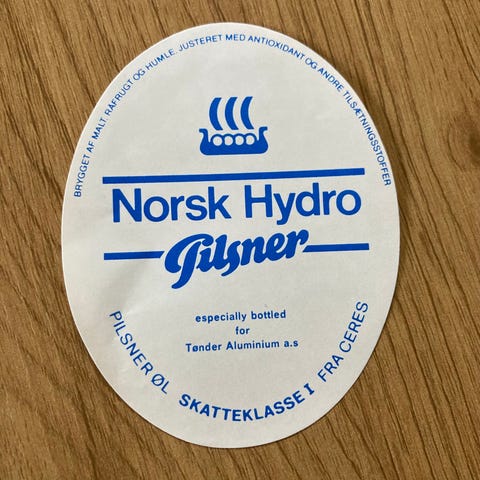 BRYGGET AF MALT, RÅFRUGT OG HUMLE. JUSTERET MED ANTIOXIDANT OG ANDRE TILSÆTNINGSSTOFFER
Norsk Hydro
Pilsner
especially bottled
for
Tønder Aluminium a.s
PILSNER ØL SKATTEKLASSE I FRA CERES